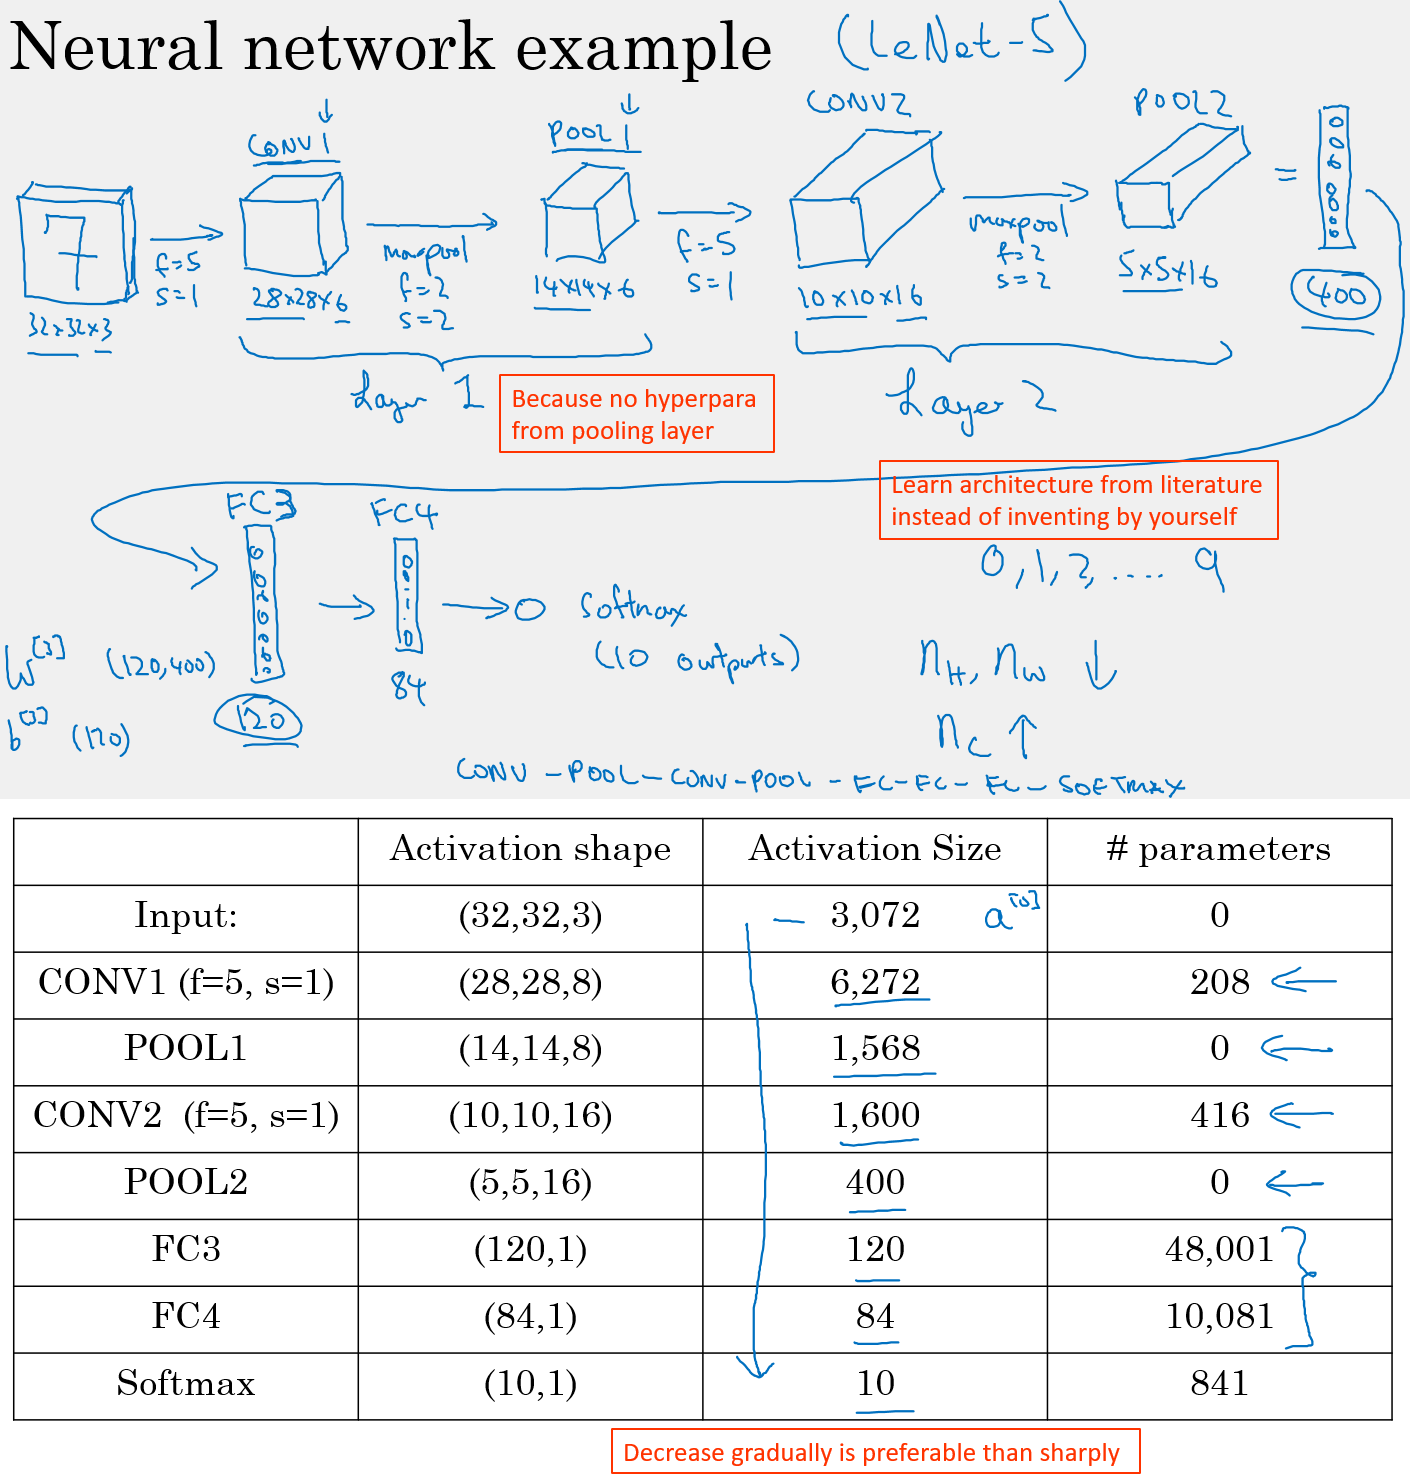 Neural network example (LeNet-5)
CONV1
POOL1
CONV2
POOL2
7
32×32×3
f=5
s=1
28×28×6
maxpool
f=2
s=2
14×14×6
f=5
s=1
10×10×16
maxpool
f=2
s=2
5×5×16
=
400
Layer 1
Because no hyperpara
from pooling layer
Layer 2
Learn architecture from literature
instead of inventing by yourself
0, 1, 2, .... 9
FC3
FC4
W[3] (120,400)
b[3] (120)
120
84
Softmax
(10 outputs)
nH, nW ↓
nC ↑
CONV - POOL - CONV - POOL - FC - FC - FC - SOFTMAX
Activation shape Activation Size # parameters
Input: (32,32,3) — 3,072 a[0] 0
CONV1 (f=5, s=1) (28,28,8) 6,272 208 ←
POOL1 (14,14,8) 1,568 0 ←
CONV2 (f=5, s=1) (10,10,16) 1,600 416 ←
POOL2 (5,5,16) 400 0 ←
FC3 (120,1) 120 48,001
FC4 (84,1) 84 10,081
Softmax (10,1) 10 841
Decrease gradually is preferable than sharply